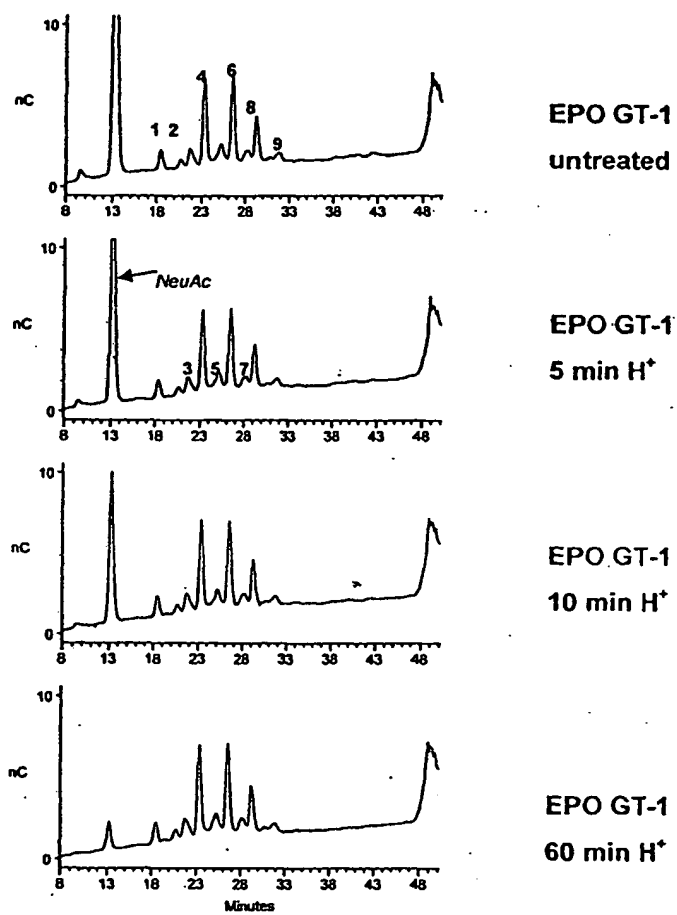 10
nC
0
1 2 4 6 8 9
8 13 18 23 28 33 38 43 48
EPO GT-1
untreated
10
nC
0
NeuAc
3 5 7
8 13 18 23 28 33 38 43 48
EPO GT-1
5 min H⁺
10
nC
0
8 13 18 23 28 33 38 43 48
EPO GT-1
10 min H⁺
10
nC
0
8 13 18 23 28 33 38 43 48
Minutes
EPO GT-1
60 min H⁺